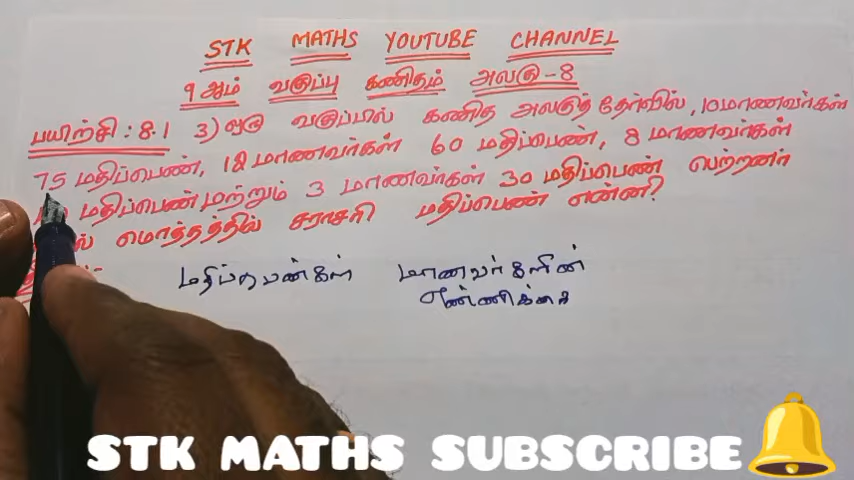 STK MATHS YOUTUBE CHANNEL
9 ஆம் வகுப்பு கணிதம் அலகு - 8
பயிற்சி : 8.1 3) ஒரு வகுப்பில் கணித அலகுத் தேர்வில், 10 மாணவர்கள்
75 மதிப்பெண், 12 மாணவர்கள் 60 மதிப்பெண், 8 மாணவர்கள்
மதிப்பெண் மற்றும் 3 மாணவர்கள் 30 மதிப்பெண் பெற்றனர்
மொத்தத்தில் சராசரி மதிப்பெண் என்ன?
மதிப்பெண்கள் மாணவர்களின்
எண்ணிக்கை
STK MATHS SUBSCRIBE